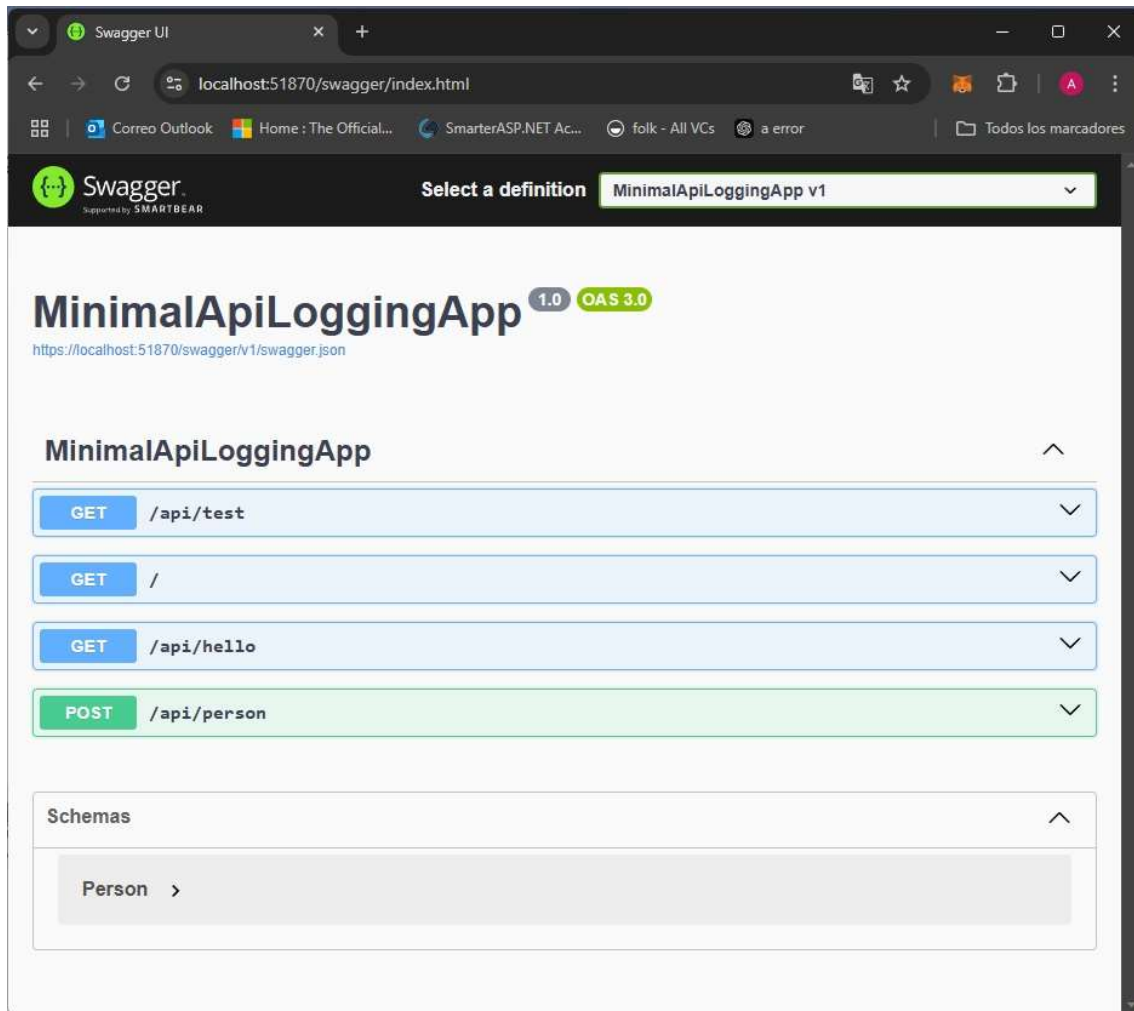 Swagger UI
localhost:51870/swagger/index.html
A
Correo Outlook
Home : The Official...
SmarterASP.NET Ac...
folk - All VCs
a error
Todos los marcadores
{···} Swagger.
Supported by SMARTBEAR
Select a definition
MinimalApiLoggingApp v1
MinimalApiLoggingApp 1.0 OAS 3.0
https://localhost:51870/swagger/v1/swagger.json
MinimalApiLoggingApp
GET /api/test
GET /
GET /api/hello
POST /api/person
Schemas
Person